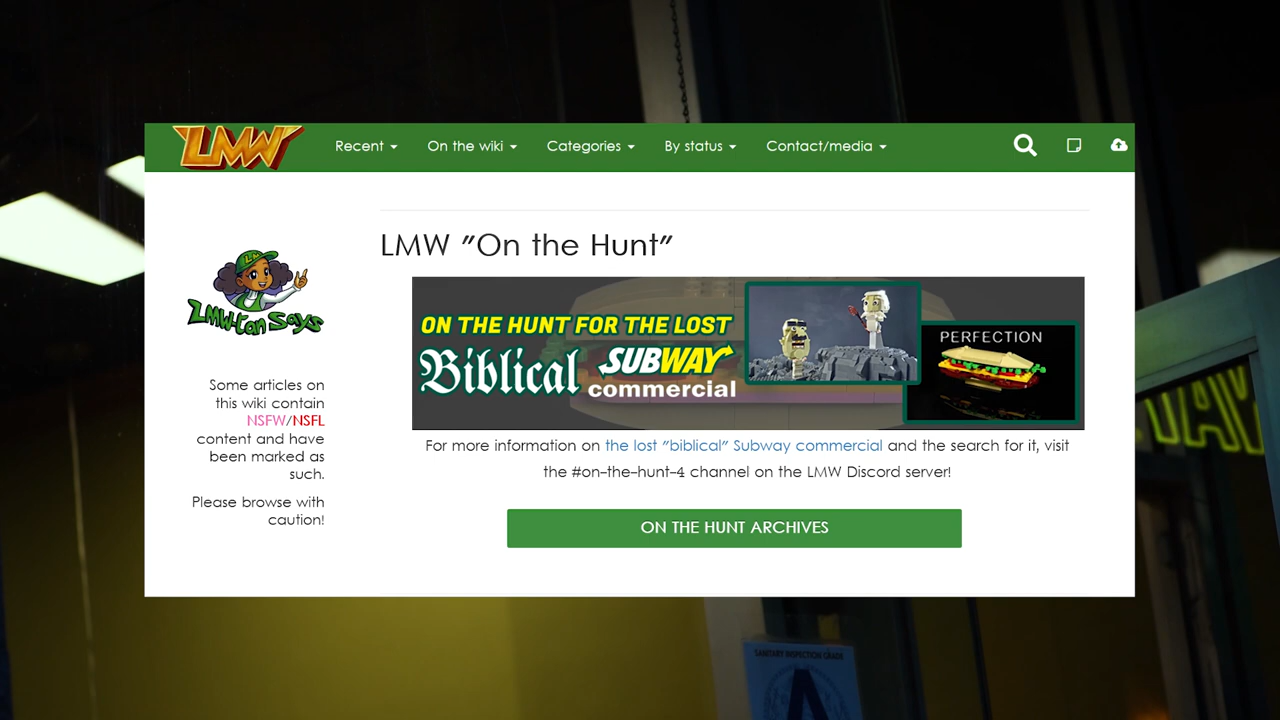 LMW
Recent
On the wiki
Categories
By status
Contact/media
LMW "On the Hunt"
LMW-tan Says
ON THE HUNT FOR THE LOST
Biblical SUBWAY
commercial
PERFECTION
Some articles on
this wiki contain
NSFW/NSFL
content and have
been marked as
such.
Please browse with
caution!
For more information on the lost "biblical" Subway commercial and the search for it, visit
the #on-the-hunt-4 channel on the LMW Discord server!
ON THE HUNT ARCHIVES
SANITARY INSPECTION GRADE
A